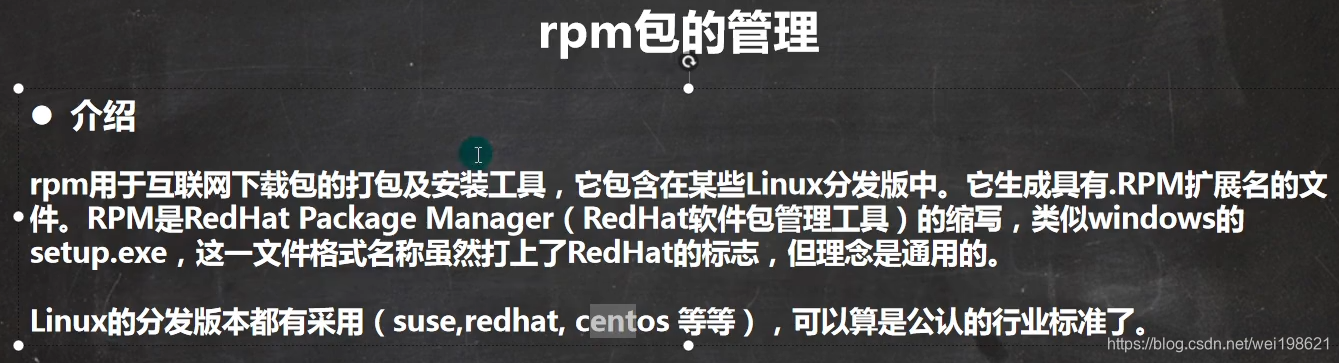 rpm包的管理
● 介绍
rpm用于互联网下载包的打包及安装工具，它包含在某些Linux分发版中。它生成具有.RPM扩展名的文
件。RPM是RedHat Package Manager（RedHat软件包管理工具）的缩写，类似windows的
setup.exe，这一文件格式名称虽然打上了RedHat的标志，但理念是通用的。
Linux的分发版本都有采用（suse,redhat, centos 等等），可以算是公认的行业标准了。
https://blog.csdn.net/wei198621